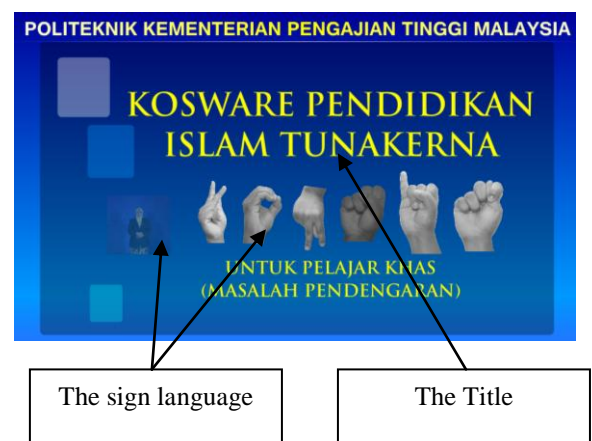 POLITEKNIK KEMENTERIAN PENGAJIAN TINGGI MALAYSIA
KOSWARE PENDIDIKAN
ISLAM TUNAKERNA
UNTUK PELAJAR KHAS
(MASALAH PENDENGARAN)
The sign language
The Title